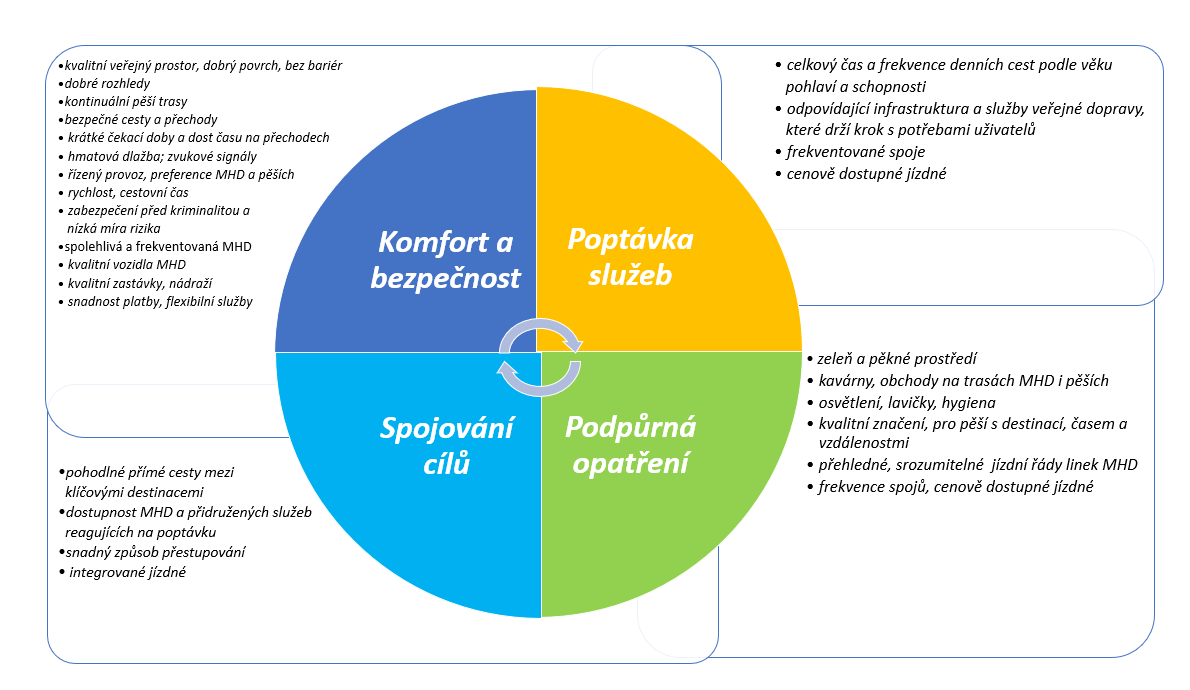 •kvalitní veřejný prostor, dobrý povrch, bez bariér
•dobré rozhledy
•kontinuální pěší trasy
•bezpečné cesty a přechody
• krátké čekací doby a dost času na přechodech
• hmatová dlažba; zvukové signály
• řízený provoz, preference MHD a pěších
• rychlost, cestovní čas
• zabezpečení před kriminalitou a
nízká míra rizika
•spolehlivá a frekventovaná MHD
• kvalitní vozidla MHD
• kvalitní zastávky, nádraží
• snadnost platby, flexibilní služby
• celkový čas a frekvence denních cest podle věku
pohlaví a schopnosti
• odpovídající infrastruktura a služby veřejné dopravy,
které drží krok s potřebami uživatelů
• frekventované spoje
• cenově dostupné jízdné
Komfort a
bezpečnost
Poptávka
služeb
Spojování
cílů
Podpůrná
opatření
•pohodlné přímé cesty mezi
klíčovými destinacemi
•dostupnost MHD a přidružených služeb
reagujících na poptávku
•snadný způsob přestupování
• integrované jízdné
• zeleň a pěkné prostředí
• kavárny, obchody na trasách MHD i pěších
• osvětlení, lavičky, hygiena
• kvalitní značení, pro pěší s destinací, časem a
vzdálenostmi
• přehledné, srozumitelné jízdní řády linek MHD
• frekvence spojů, cenově dostupné jízdné